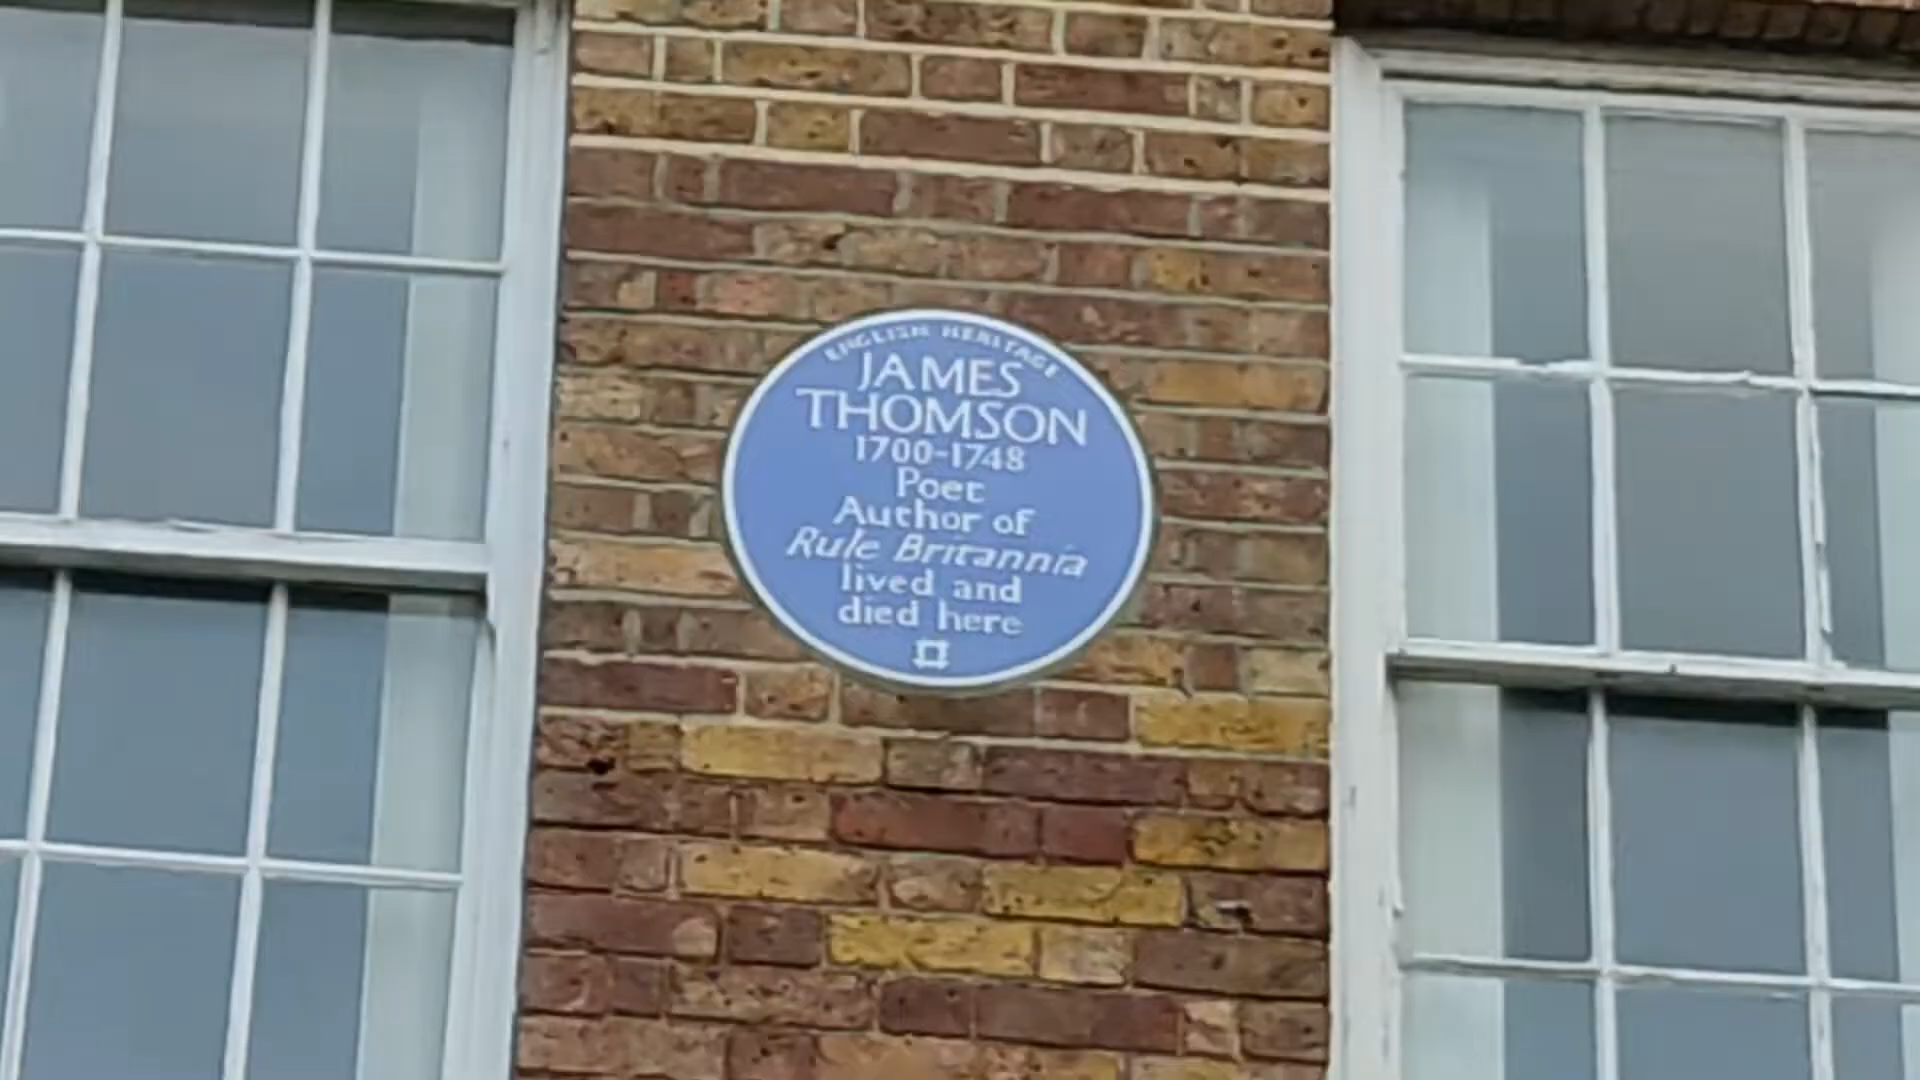 ENGLISH HERITAGE
JAMES
THOMSON
1700-1748
Poet
Author of
Rule Britannia
lived and
died here